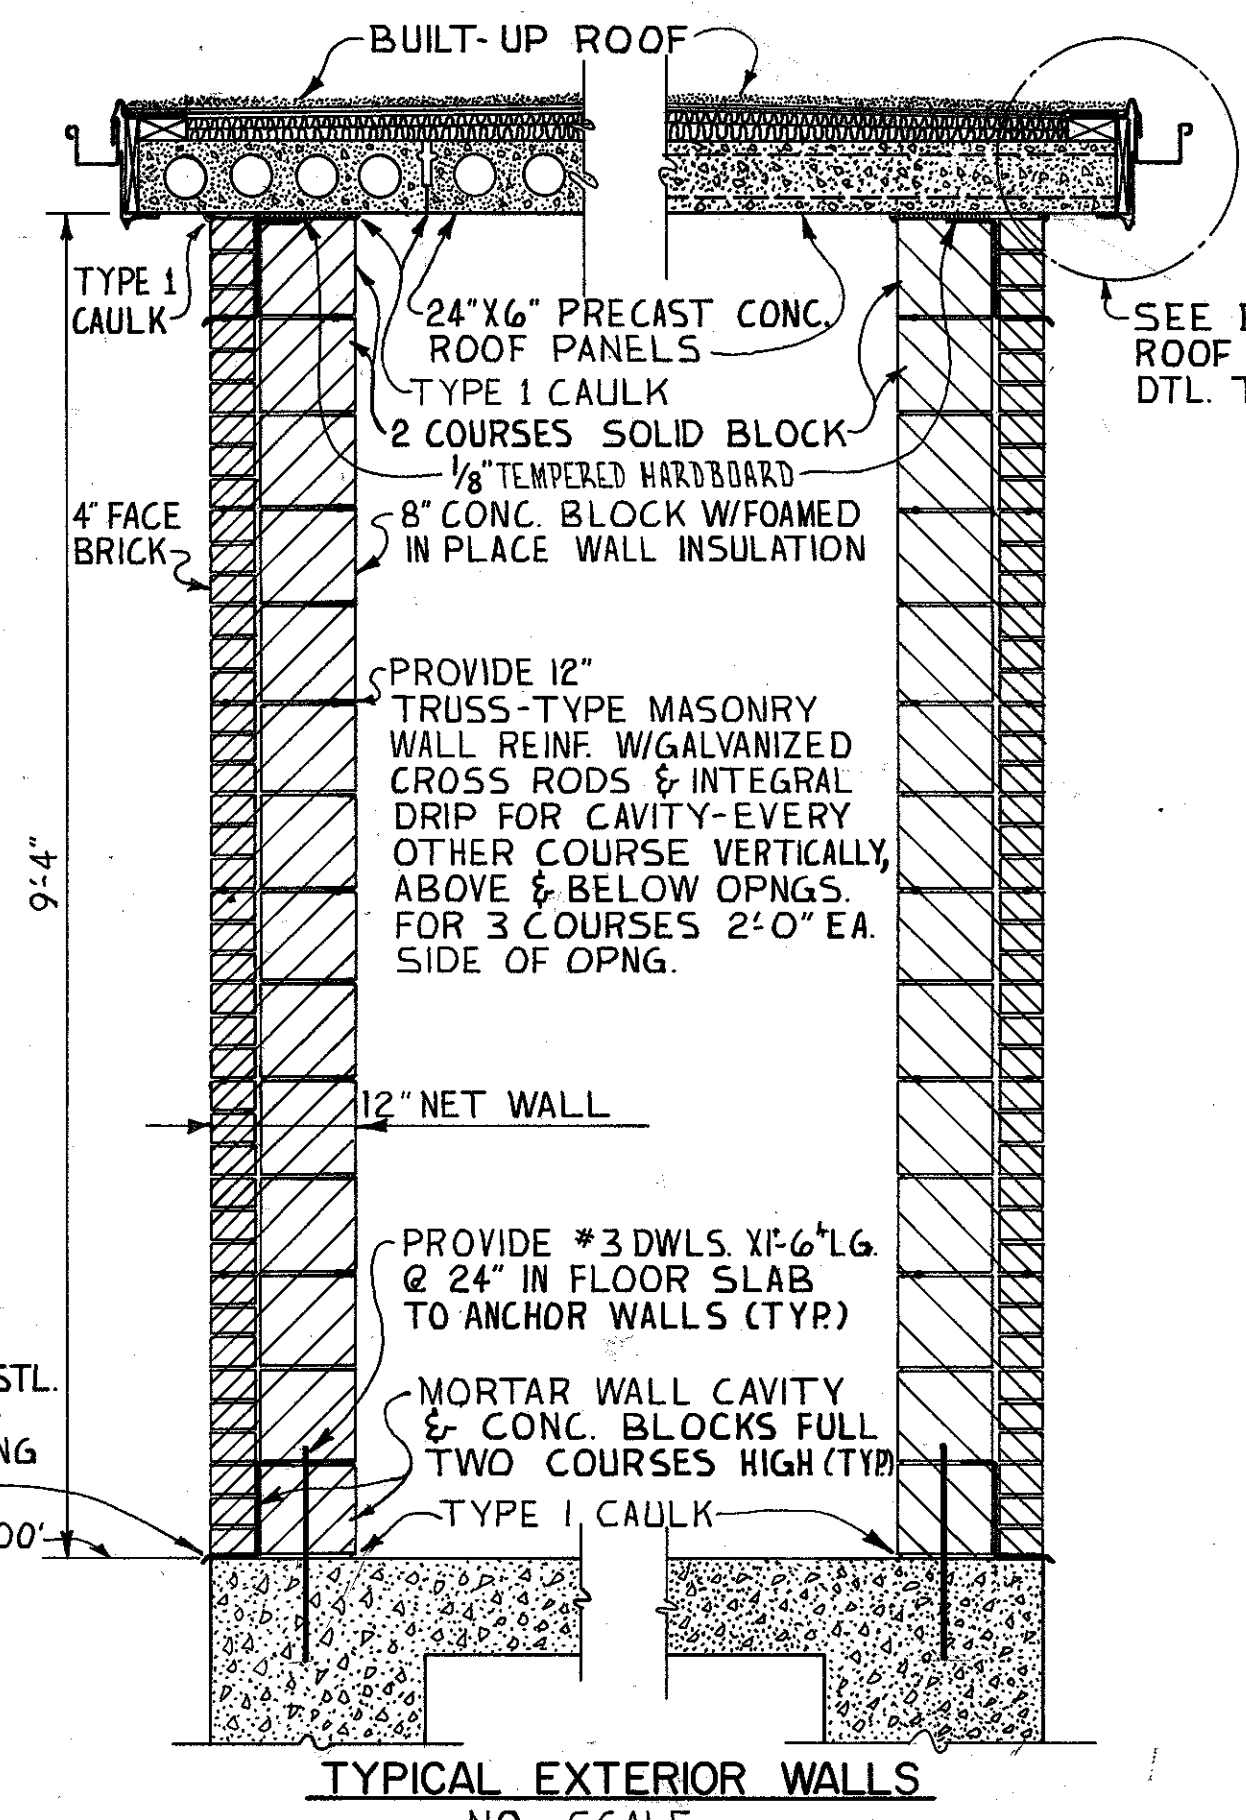 BUILT-UP ROOF
TYPE 1
CAULK
24"X6" PRECAST CONC.
ROOF PANELS
SEE
ROOF
DTL.
TYPE 1 CAULK
2 COURSES SOLID BLOCK
1/8" TEMPERED HARDBOARD
4" FACE
BRICK
8" CONC. BLOCK W/FOAMED
IN PLACE WALL INSULATION
PROVIDE 12"
TRUSS-TYPE MASONRY
WALL REINF. W/GALVANIZED
CROSS RODS & INTEGRAL
DRIP FOR CAVITY-EVERY
OTHER COURSE VERTICALLY,
ABOVE & BELOW OPNGS.
FOR 3 COURSES 2'-0" EA.
SIDE OF OPNG.
9'-4"
12" NET WALL
PROVIDE #3 DWLS. X1'-6" LG.
@ 24" IN FLOOR SLAB
TO ANCHOR WALLS (TYP.)
STL.
NG
00'
MORTAR WALL CAVITY
& CONC. BLOCKS FULL
TWO COURSES HIGH (TYP.)
TYPE 1 CAULK
TYPICAL EXTERIOR WALLS
NO SCALE